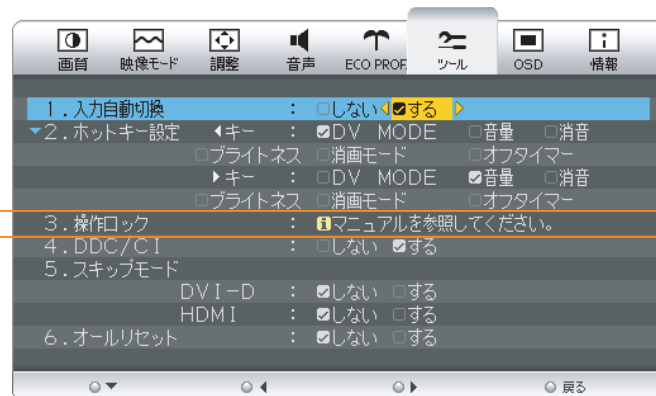 画質 映像モード 調整 音声 ECO PROF. ツール OSD 情報
1.入力自動切換 : □しない ☑する
2.ホットキー設定 ◀キー : ☑DV MODE □音量 □消音
□ブライトネス □消画モード □オフタイマー
▶キー : □DV MODE ☑音量 □消音
□ブライトネス □消画モード □オフタイマー
3.操作ロック : マニュアルを参照してください。
4.DDC/CI : □しない ☑する
5.スキップモード
DVI-D : ☑しない □する
HDMI : ☑しない □する
6.オールリセット : ☑しない □する
戻る